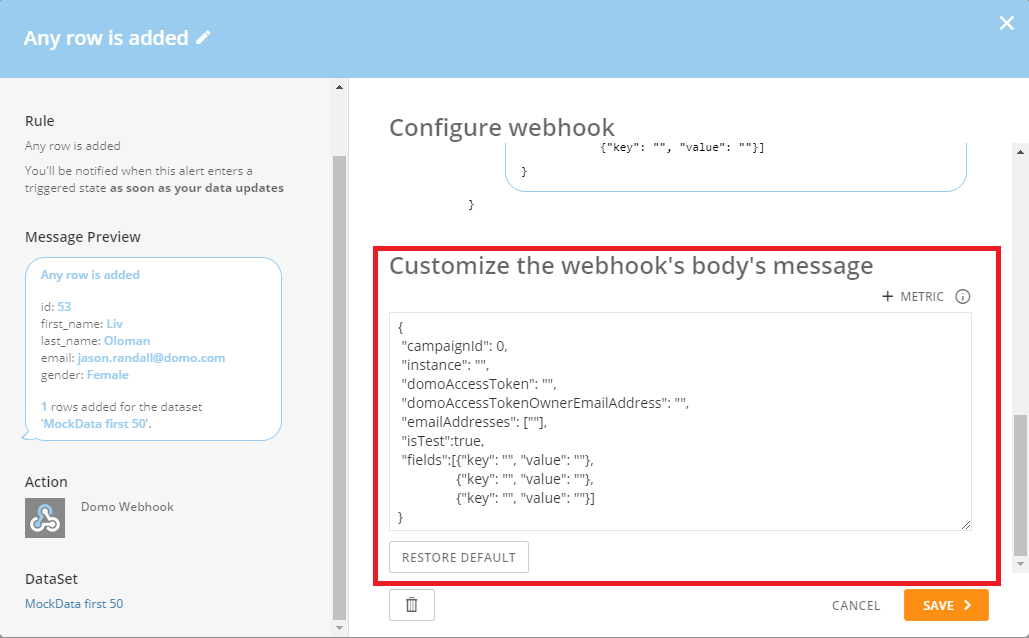 Any row is added
Rule
Any row is added
You'll be notified when this alert enters a
triggered state as soon as your data updates
Message Preview
Any row is added
id: 53
first_name: Liv
last_name: Oloman
email: jason.randall@domo.com
gender: Female
1 rows added for the dataset
'MockData first 50'.
Action
Domo Webhook
DataSet
MockData first 50
Configure webhook
{"key": "", "value": ""}]
}
}
Customize the webhook's body's message
+ METRIC
{
"campaignId": 0,
"instance": "",
"domoAccessToken": "",
"domoAccessTokenOwnerEmailAddress": "",
"emailAddresses": [""],
"isTest":true,
"fields":[{"key": "", "value": ""},
{"key": "", "value": ""},
{"key": "", "value": ""}]
}
RESTORE DEFAULT
CANCEL
SAVE